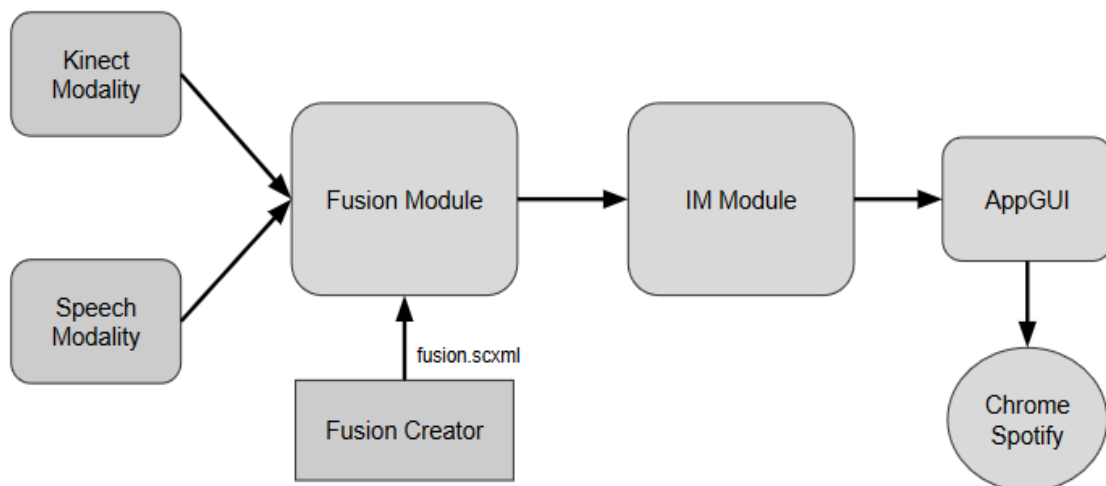 Kinect
Modality
Fusion Module
IM Module
AppGUI
Speech
Modality
fusion.scxml
Fusion Creator
Chrome
Spotify